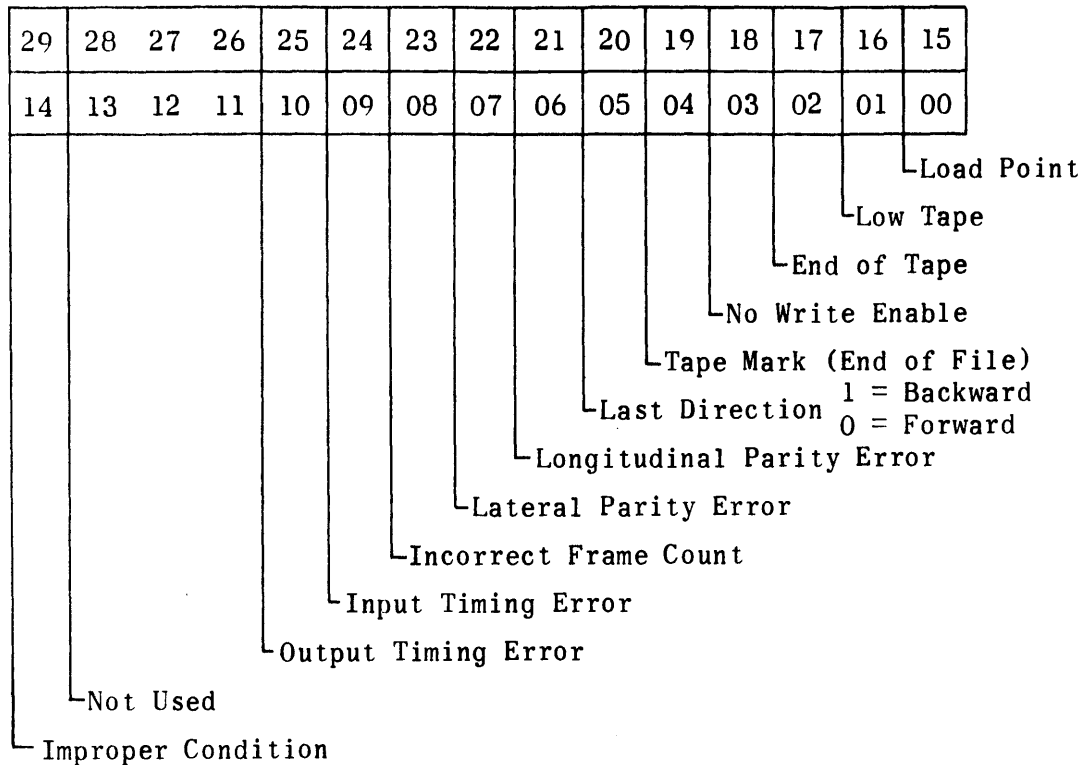 29 28 27 26 25 24 23 22 21 20 19 18 17 16 15
14 13 12 11 10 09 08 07 06 05 04 03 02 01 00
Load Point
Low Tape
End of Tape
No Write Enable
Tape Mark (End of File)
Last Direction 1 = Backward
0 = Forward
Longitudinal Parity Error
Lateral Parity Error
Incorrect Frame Count
Input Timing Error
Output Timing Error
Not Used
Improper Condition